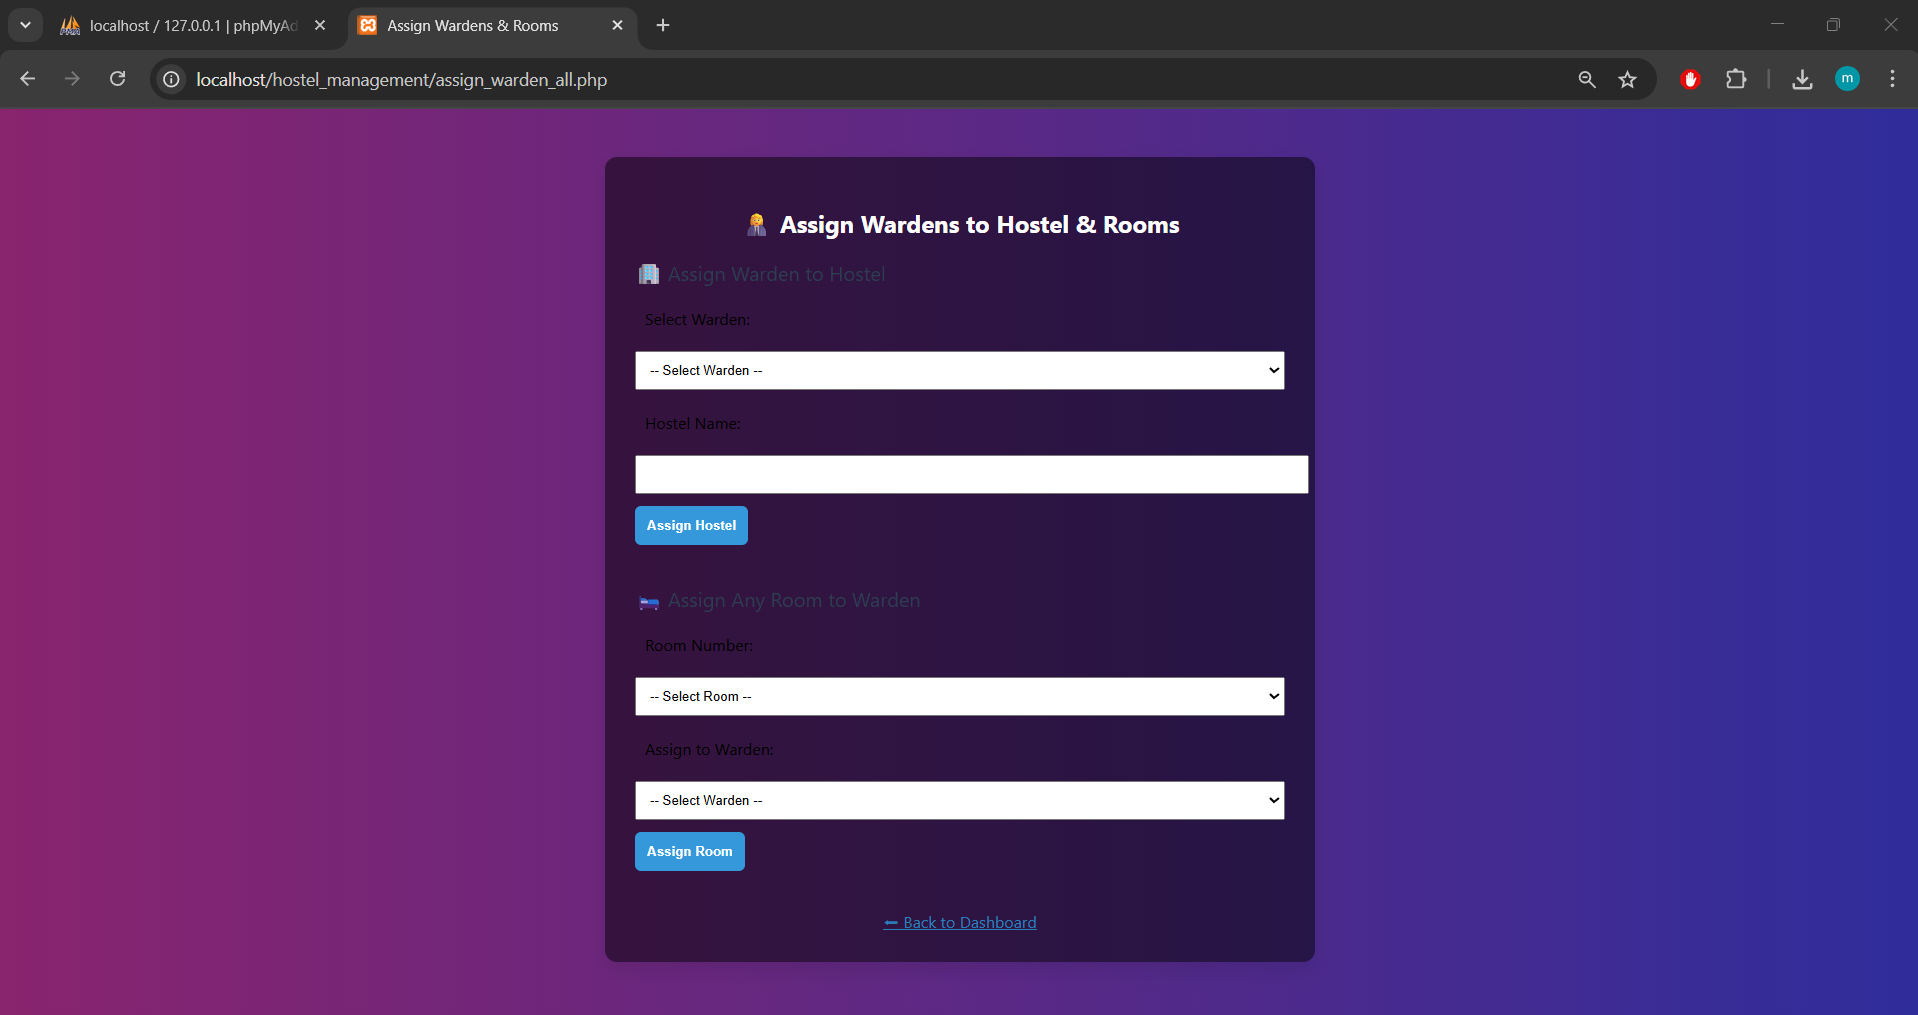 localhost / 127.0.0.1 | phpMyAd
Assign Wardens & Rooms
localhost/hostel_management/assign_warden_all.php
m
Assign Wardens to Hostel & Rooms
Assign Warden to Hostel
Select Warden:
-- Select Warden --
Hostel Name:
Assign Hostel
Assign Any Room to Warden
Room Number:
-- Select Room --
Assign to Warden:
-- Select Warden --
Assign Room
← Back to Dashboard